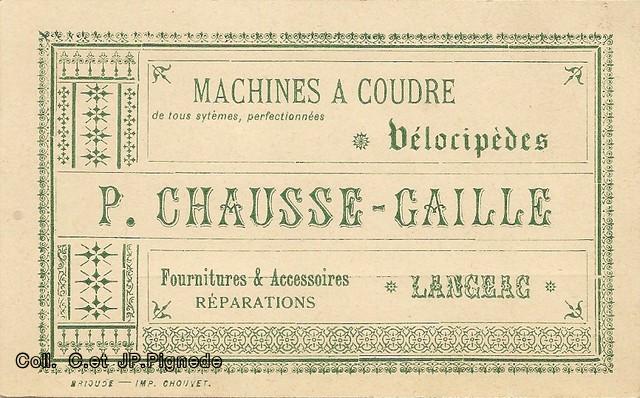 MACHINES A COUDRE
de tous sytèmes, perfectionnées
Vélocipèdes
P. CHAUSSE-GAILLE
Fournitures & Accessoires
LANGEAC
RÉPARATIONS
Coll. C.et JP.Pignede
BRIOUDE — IMP. CHOUVET.